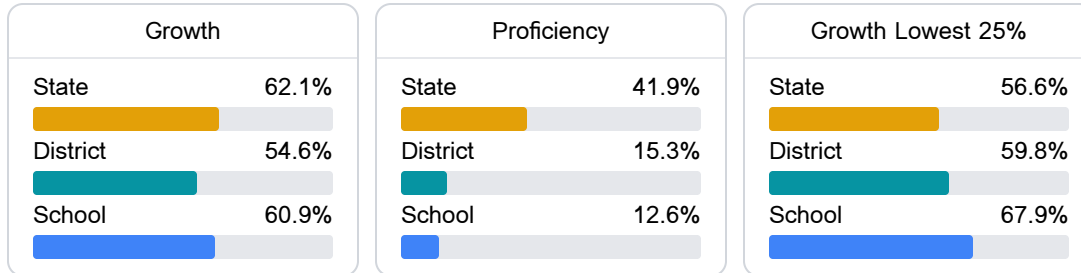 Growth
State 62.1%
District 54.6%
School 60.9%
Proficiency
State 41.9%
District 15.3%
School 12.6%
Growth Lowest 25%
State 56.6%
District 59.8%
School 67.9%